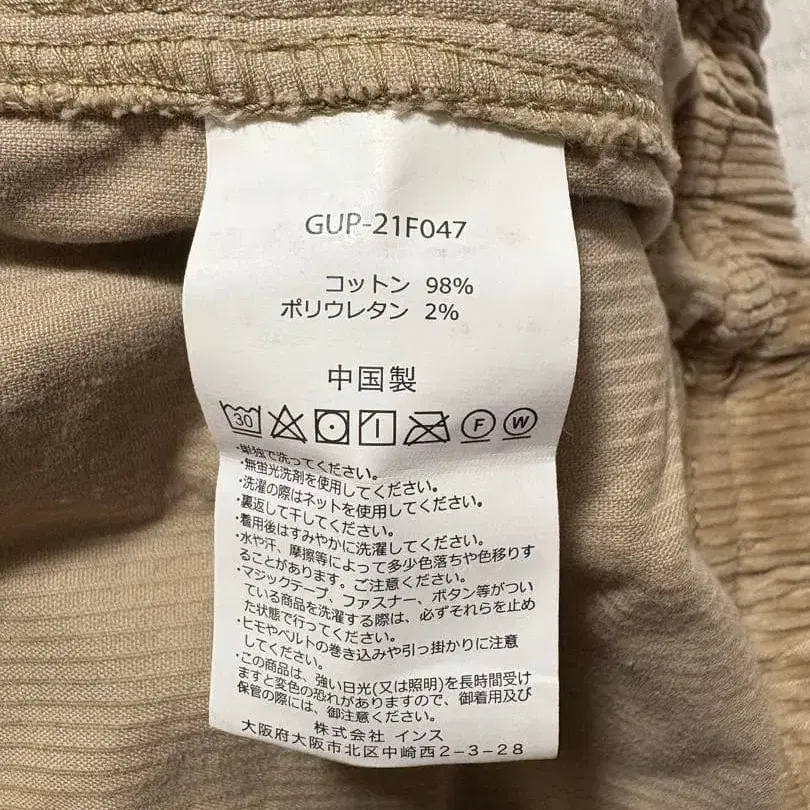 GUP-21F047
コットン 98%
ポリウレタン 2%
中国製
30 F W
・単独で洗ってください。
・無蛍光洗剤を使用してください。
・洗濯の際はネットを使用してください。
・裏返して干してください。
・着用後はすみやかに洗濯してください。
・水や汗、摩擦等によって多少色落ちや色移りす
ることがあります。ご注意ください。
・マジックテープ、ファスナー、ボタン等がつい
ている商品を洗濯する際は、必ずそれらを止め
た状態で行ってください。
・ヒモやベルトの巻き込みや引っ掛かりに注意
してください。
・この商品は、強い日光(又は照明)を長時間受け
ますと変色の恐れがありますので、御着用及び
保管の際には、御注意ください。
株式会社 インス
大阪府大阪市北区中崎西2-3-28